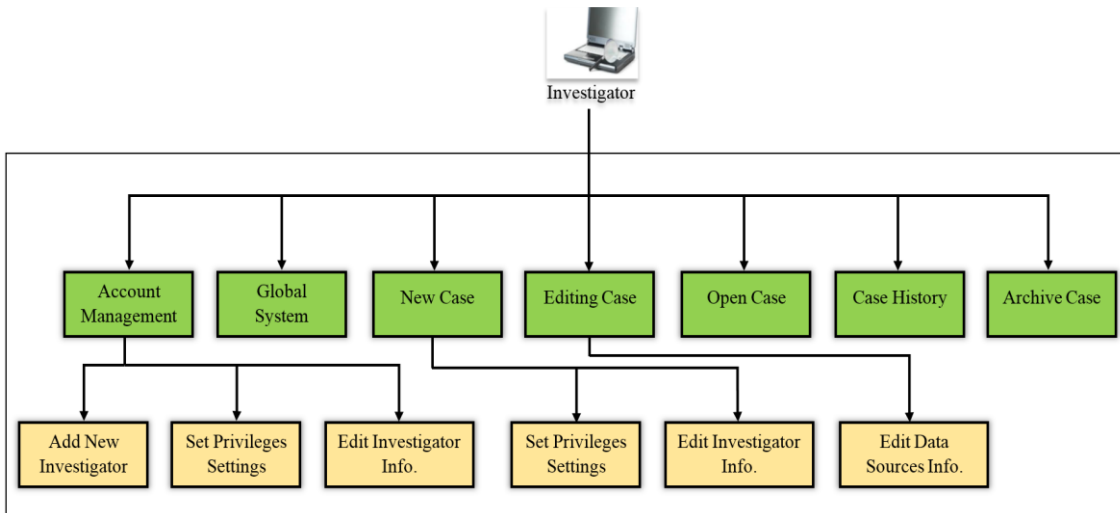 Investigator
Account
Management
Global
System
New Case
Editing Case
Open Case
Case History
Archive Case
Add New
Investigator
Set Privileges
Settings
Edit Investigator
Info.
Set Privileges
Settings
Edit Investigator
Info.
Edit Data
Sources Info.